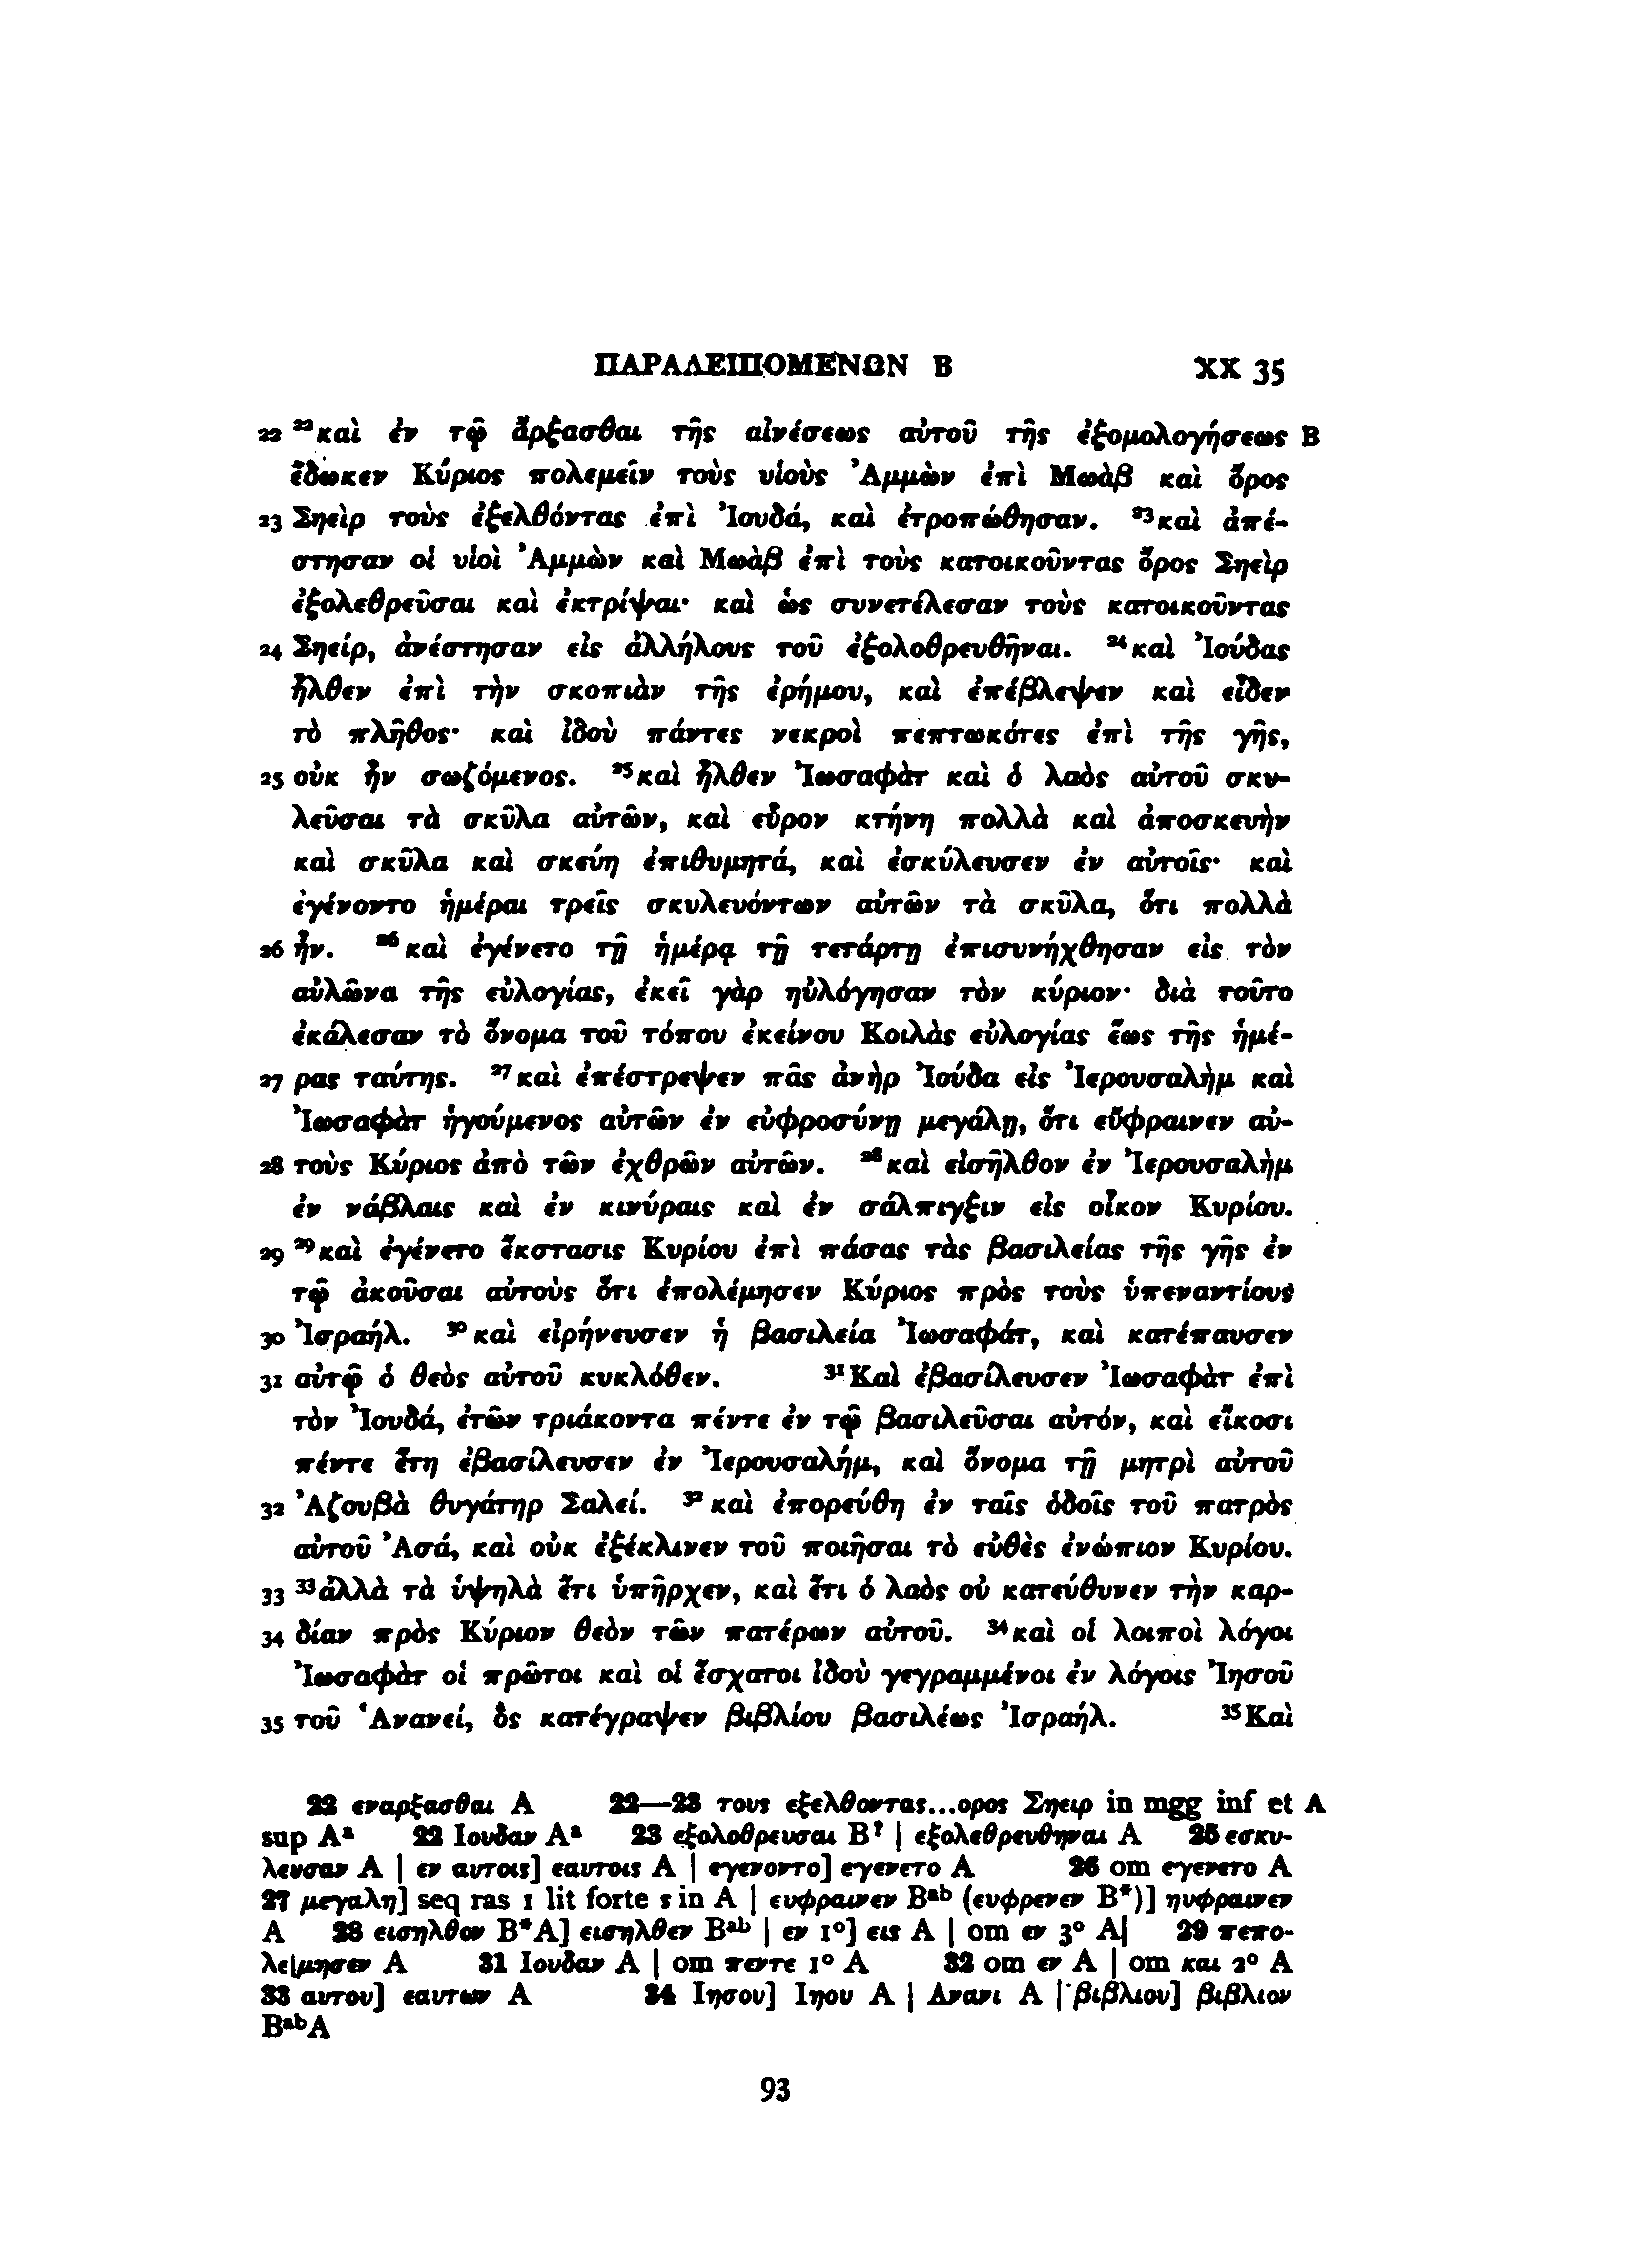 ΠΑΡΑΛΕΙΠΟΜΕΝΩΝ Β XX 35
22 ²²καὶ ἐν τῷ ἄρξασθαι τῆς αἰνέσεως αὐτοῦ τῆς ἐξομολογήσεως B
ἔδωκεν Κύριος πολεμεῖν τοὺς υἱοὺς Ἀμμὼν ἐπὶ Μωὰβ καὶ ὄρος
23 Σηεὶρ τοὺς ἐξελθόντας ἐπὶ Ἰουδά, καὶ ἐτροπώθησαν. ²³καὶ ἀπέ-
στησαν οἱ υἱοὶ Ἀμμὼν καὶ Μωὰβ ἐπὶ τοὺς κατοικοῦντας ὄρος Σηεὶρ
ἐξολεθρεῦσαι καὶ ἐκτρίψαι· καὶ ὡς συνετέλεσαν τοὺς κατοικοῦντας
24 Σηείρ, ἀνέστησαν εἰς ἀλλήλους τοῦ ἐξολοθρευθῆναι. ²⁴καὶ Ἰούδας
ἦλθεν ἐπὶ τὴν σκοπιὰν τῆς ἐρήμου, καὶ ἐπέβλεψεν καὶ εἶδεν
τὸ πλῆθος· καὶ ἰδοὺ πάντες νεκροὶ πεπτωκότες ἐπὶ τῆς γῆς,
25 οὐκ ἦν σωζόμενος. ²⁵καὶ ἦλθεν Ἰωσαφὰτ καὶ ὁ λαὸς αὐτοῦ σκυ-
λεῦσαι τὰ σκῦλα αὐτῶν, καὶ εὗρον κτήνη πολλὰ καὶ ἀποσκευὴν
καὶ σκῦλα καὶ σκεύη ἐπιθυμητά, καὶ ἐσκύλευσεν ἐν αὐτοῖς· καὶ
ἐγένοντο ἡμέραι τρεῖς σκυλευόντων αὐτῶν τὰ σκῦλα, ὅτι πολλὰ
26 ἦν. ²⁶καὶ ἐγένετο τῇ ἡμέρᾳ τῇ τετάρτῃ ἐπισυνήχθησαν εἰς τὸν
αὐλῶνα τῆς εὐλογίας, ἐκεῖ γὰρ ηὐλόγησαν τὸν κύριον· διὰ τοῦτο
ἐκάλεσαν τὸ ὄνομα τοῦ τόπου ἐκείνου Κοιλὰς εὐλογίας ἕως τῆς ἡμέ-
27 ρας ταύτης. ²⁷καὶ ἐπέστρεψεν πᾶς ἀνὴρ Ἰούδα εἰς Ἰερουσαλὴμ καὶ
Ἰωσαφὰτ ἡγούμενος αὐτῶν ἐν εὐφροσύνῃ μεγάλῃ, ὅτι εὔφραινεν αὐ-
28 τοὺς Κύριος ἀπὸ τῶν ἐχθρῶν αὐτῶν. ²⁸καὶ εἰσῆλθον ἐν Ἰερουσαλὴμ
ἐν νάβλαις καὶ ἐν κινύραις καὶ ἐν σάλπιγξιν εἰς οἶκον Κυρίου.
29 ²⁹καὶ ἐγένετο ἔκστασις Κυρίου ἐπὶ πάσας τὰς βασιλείας τῆς γῆς ἐν
τῷ ἀκοῦσαι αὐτοὺς ὅτι ἐπολέμησεν Κύριος πρὸς τοὺς ὑπεναντίους
30 Ἰσραήλ. ³⁰καὶ εἰρήνευσεν ἡ βασιλεία Ἰωσαφάτ, καὶ κατέπαυσεν
31 αὐτῷ ὁ θεὸς αὐτοῦ κυκλόθεν. ³¹Καὶ ἐβασίλευσεν Ἰωσαφὰτ ἐπὶ
τὸν Ἰουδά, ἐτῶν τριάκοντα πέντε ἐν τῷ βασιλεῦσαι αὐτόν, καὶ εἴκοσι
πέντε ἔτη ἐβασίλευσεν ἐν Ἰερουσαλήμ, καὶ ὄνομα τῇ μητρὶ αὐτοῦ
32 Ἀζουβὰ θυγάτηρ Σαλεί. ³²καὶ ἐπορεύθη ἐν ταῖς ὁδοῖς τοῦ πατρὸς
αὐτοῦ Ἀσά, καὶ οὐκ ἐξέκλινεν τοῦ ποιῆσαι τὸ εὐθὲς ἐνώπιον Κυρίου.
33 ³³ἀλλὰ τὰ ὑψηλὰ ἔτι ὑπῆρχεν, καὶ ἔτι ὁ λαὸς οὐ κατεύθυνεν τὴν καρ-
34 δίαν πρὸς Κύριον θεὸν τῶν πατέρων αὐτοῦ. ³⁴καὶ οἱ λοιποὶ λόγοι
Ἰωσαφὰτ οἱ πρῶτοι καὶ οἱ ἔσχατοι ἰδοὺ γεγραμμένοι ἐν λόγοις Ἰησοῦ
35 τοῦ Ἁνανεί, ὃς κατέγραψεν βιβλίου βασιλέως Ἰσραήλ. ³⁵Καὶ
22 εναρξασθαι A 22—23 τους εξελθοντας...ορος Σηειρ in mgg inf et A
sup Aᵃ 22 Ιουδαν Aᵃ 23 εξολοθρευσαι B? | εξολεθρευθηναι A 25 εσκυ-
λευσαν A | εν αυτοις] εαυτοις A | εγενοντο] εγενετο A 26 om εγενετο A
27 μεγαλη] seq ras 1 lit forte s in A | ευφραινεν Bᵃᵇ (ευφρενεν B*)] ηυφραινεν
A 28 εισηλθον B*A] εισηλθεν Bᵃᵇ | εν 1º] εις A | om εν 3º A| 29 πεπο-
λε|μησεν A 31 Ιουδαν A | om πεντε 1º A 32 om εν A | om και 2º A
33 αυτου] εαυτων A 34 Ιησου] Ιηου A | Ανανι A | βιβλιου] βιβλιον
BᵃᵇA
93